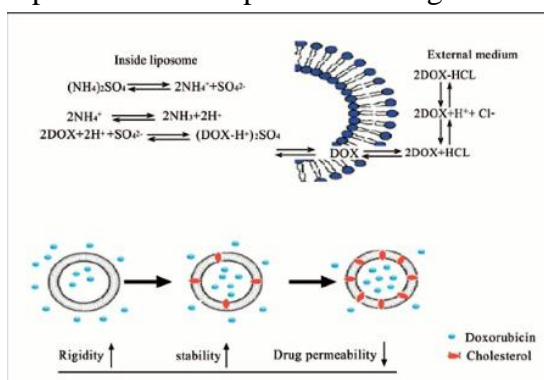 Inside liposome
(NH₄)₂SO₄ ⇌ 2NH₄⁺+SO₄²⁻
2NH₄⁺ ⇌ 2NH₃+2H⁺
2DOX+2H⁺+SO₄²⁻ ⇌ (DOX-H⁺)₂SO₄
External medium
2DOX-HCL
2DOX+H⁺+ Cl-
DOX ⇌ 2DOX+HCL
Doxorubicin
Cholesterol
Rigidity ↑ stability ↑ Drug permeability ↓